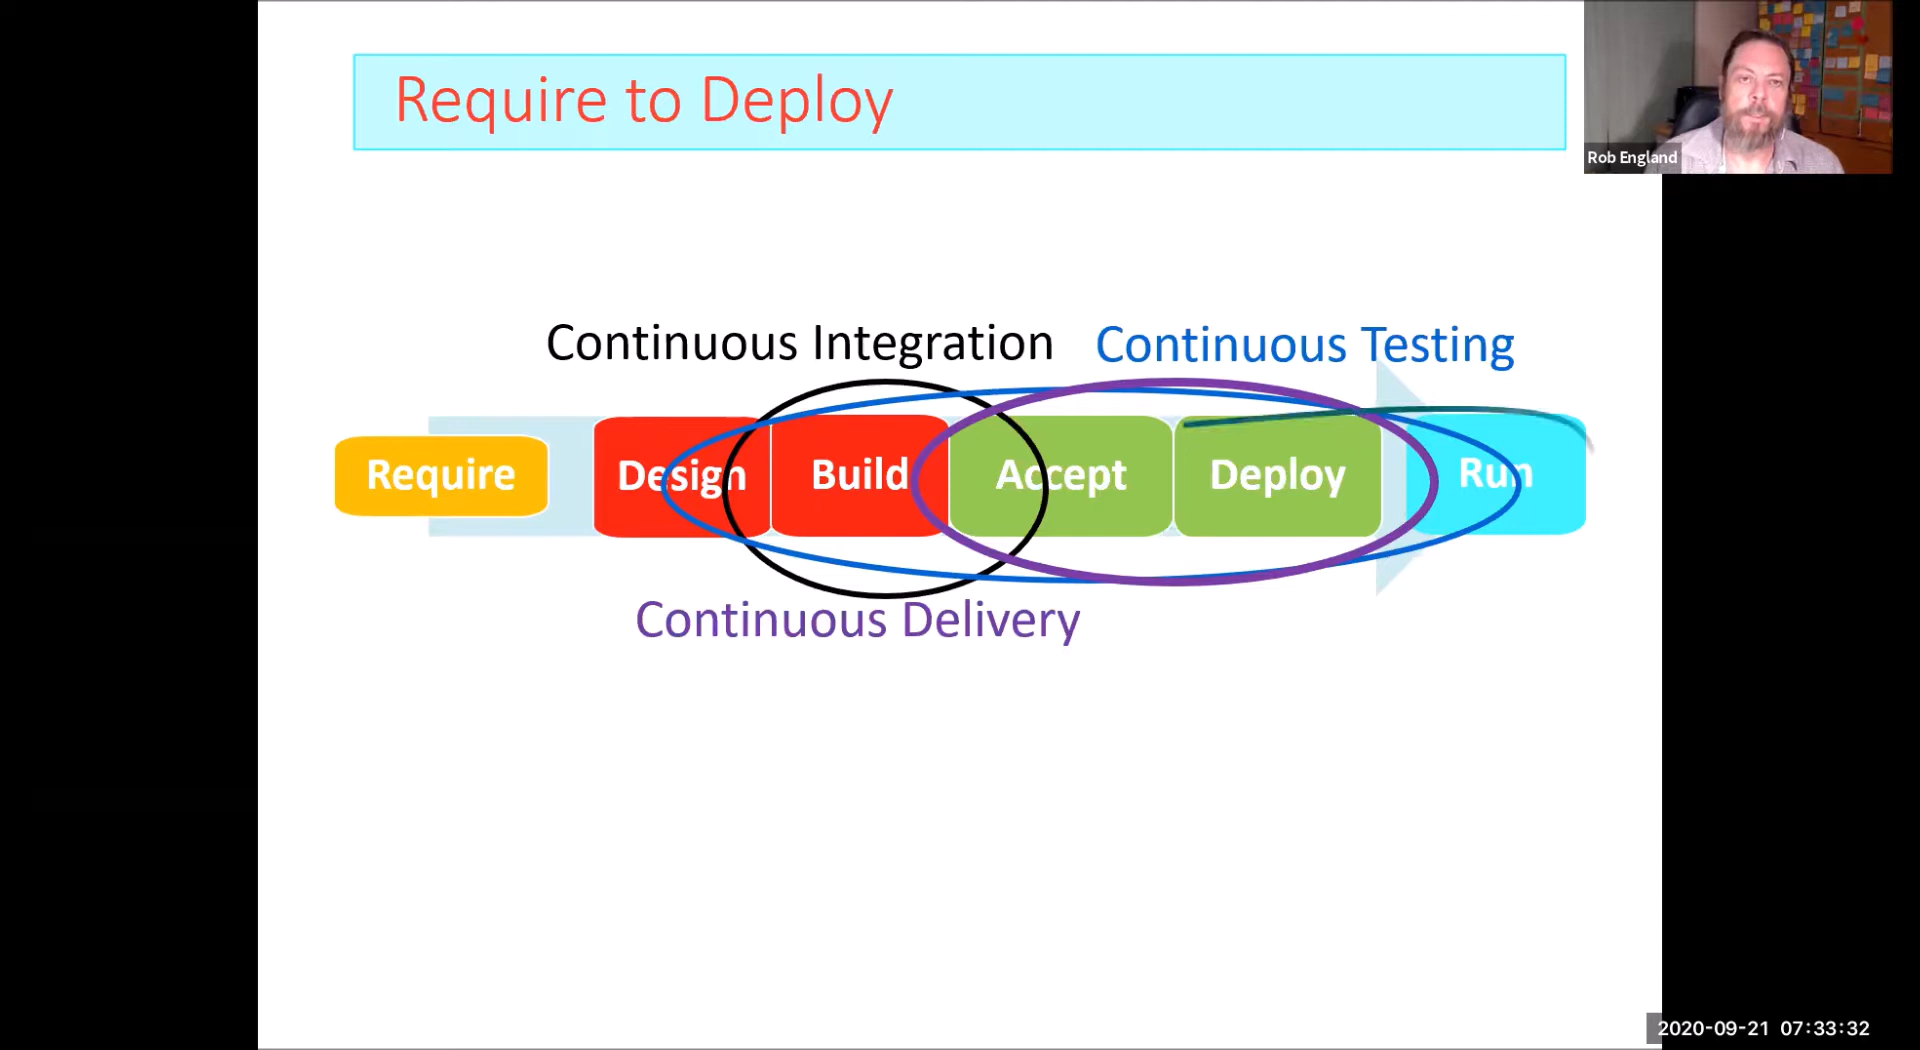 Require to Deploy
Rob England
Continuous Integration
Continuous Testing
Require
Design
Build
Accept
Deploy
Run
Continuous Delivery
2020-09-21 07:33:32